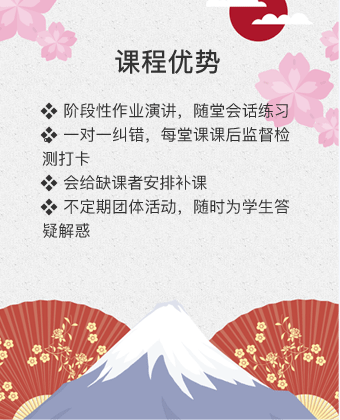 课程优势
❖ 阶段性作业演讲，随堂会话练习
❖ 一对一纠错，每堂课课后监督检
测打卡
❖ 会给缺课者安排补课
❖ 不定期团体活动，随时为学生答
疑解惑